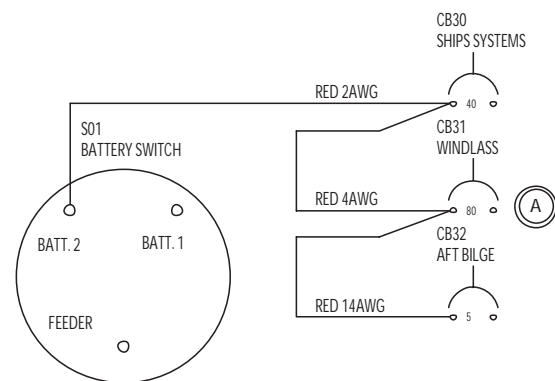 CB30
SHIPS SYSTEMS
RED 2AWG
40
S01
BATTERY SWITCH
CB31
WINDLASS
RED 4AWG
80
A
BATT. 2
BATT. 1
CB32
AFT BILGE
RED 14AWG
5
FEEDER